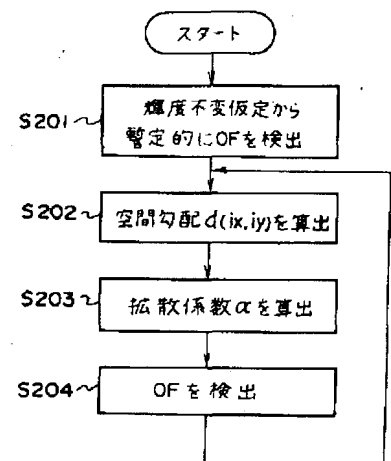 スタート
S201
輝度不変仮定から
暫定的にOFを検出
S202
空間勾配d(ix,iy)を算出
S203
拡散係数αを算出
S204
OFを検出